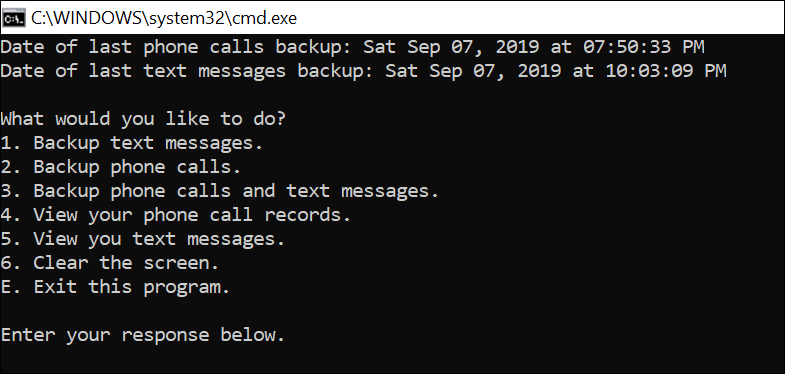 C:\WINDOWS\system32\cmd.exe
Date of last phone calls backup: Sat Sep 07, 2019 at 07:50:33 PM
Date of last text messages backup: Sat Sep 07, 2019 at 10:03:09 PM
What would you like to do?
1. Backup text messages.
2. Backup phone calls.
3. Backup phone calls and text messages.
4. View your phone call records.
5. View you text messages.
6. Clear the screen.
E. Exit this program.
Enter your response below.